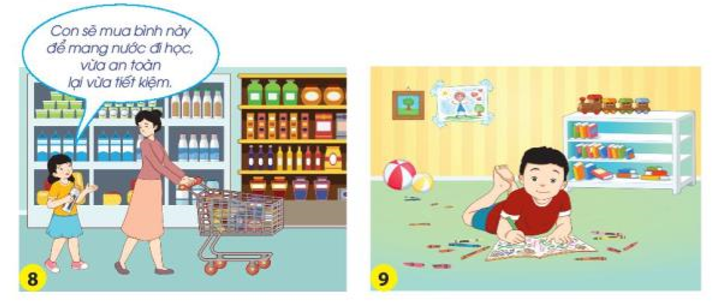 Con sẽ mua bình này
để mang nước đi học,
vừa an toàn
lại vừa tiết kiệm.
8
9